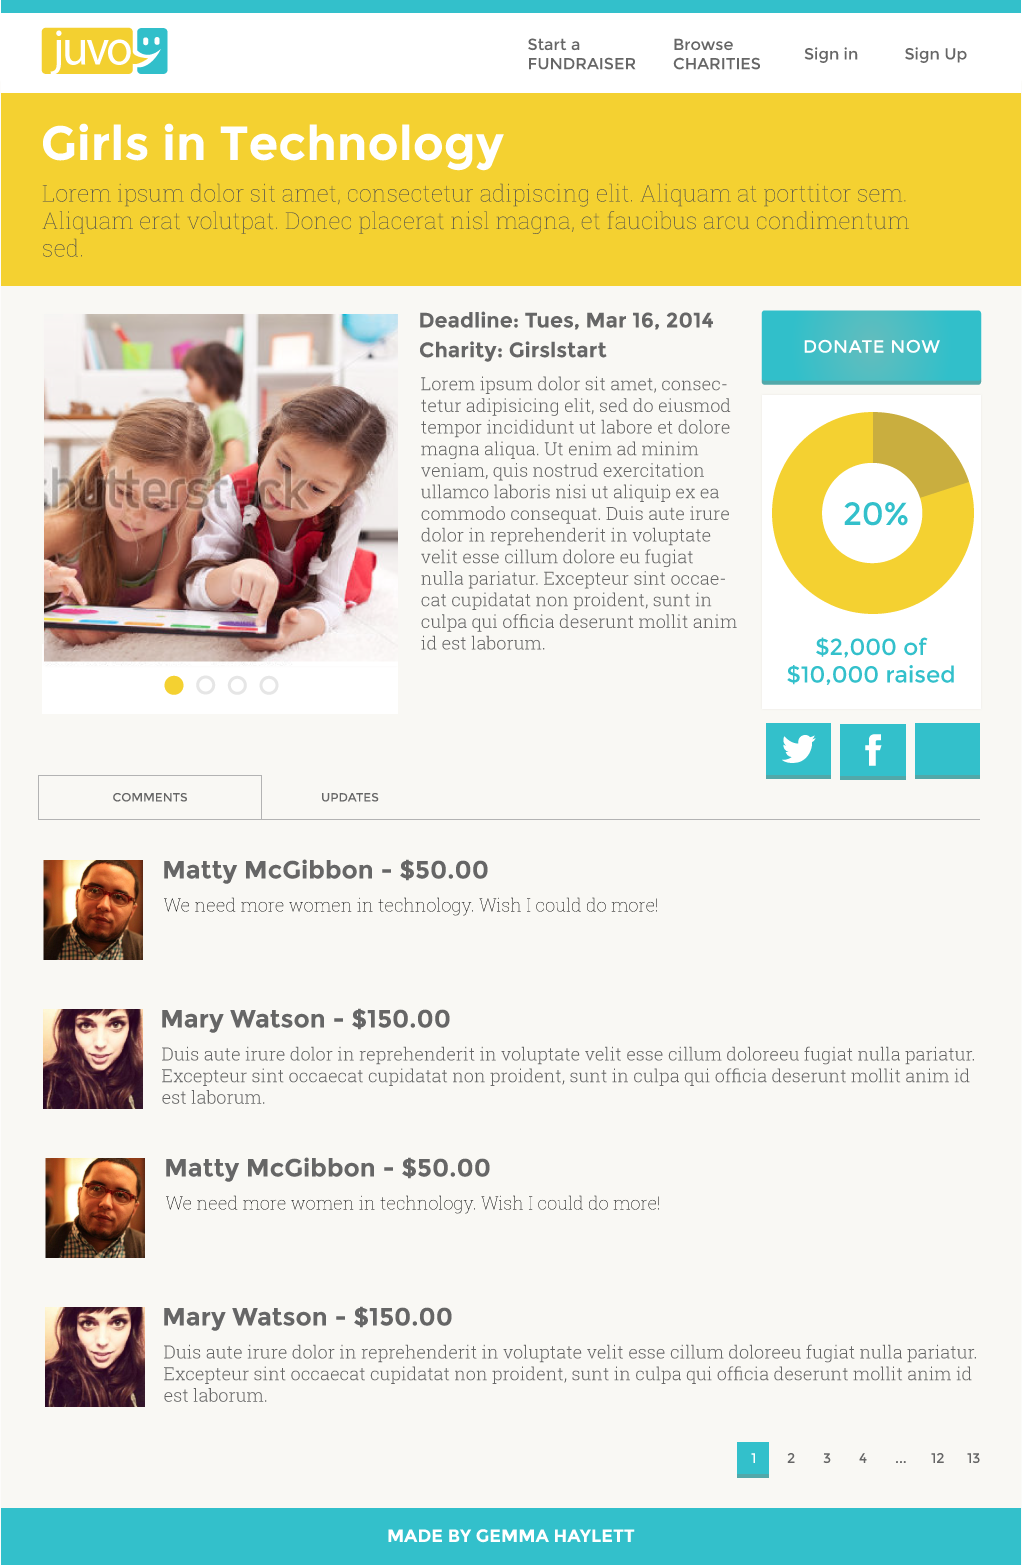 juvo
Start a
FUNDRAISER
Browse
CHARITIES
Sign in
Sign Up
Girls in Technology
Lorem ipsum dolor sit amet, consectetur adipiscing elit. Aliquam at porttitor sem.
Aliquam erat volutpat. Donec placerat nisl magna, et faucibus arcu condimentum
sed.
shutterstock
Deadline: Tues, Mar 16, 2014
Charity: Girslstart
Lorem ipsum dolor sit amet, consec-
tetur adipisicing elit, sed do eiusmod
tempor incididunt ut labore et dolore
magna aliqua. Ut enim ad minim
veniam, quis nostrud exercitation
ullamco laboris nisi ut aliquip ex ea
commodo consequat. Duis aute irure
dolor in reprehenderit in voluptate
velit esse cillum dolore eu fugiat
nulla pariatur. Excepteur sint occae-
cat cupidatat non proident, sunt in
culpa qui officia deserunt mollit anim
id est laborum.
DONATE NOW
20%
$2,000 of
$10,000 raised
COMMENTS
UPDATES
Matty McGibbon - $50.00
We need more women in technology. Wish I could do more!
Mary Watson - $150.00
Duis aute irure dolor in reprehenderit in voluptate velit esse cillum doloreeu fugiat nulla pariatur.
Excepteur sint occaecat cupidatat non proident, sunt in culpa qui officia deserunt mollit anim id
est laborum.
Matty McGibbon - $50.00
We need more women in technology. Wish I could do more!
Mary Watson - $150.00
Duis aute irure dolor in reprehenderit in voluptate velit esse cillum doloreeu fugiat nulla pariatur.
Excepteur sint occaecat cupidatat non proident, sunt in culpa qui officia deserunt mollit anim id
est laborum.
1 2 3 4 ... 12 13
MADE BY GEMMA HAYLETT